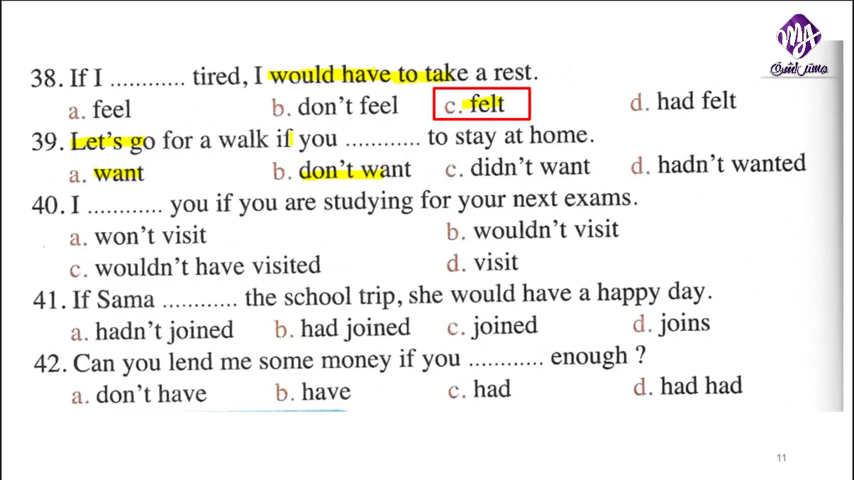 38. If I ............ tired, I would have to take a rest.
a. feel b. don't feel c. felt d. had felt
39. Let's go for a walk if you ............ to stay at home.
a. want b. don't want c. didn't want d. hadn't wanted
40. I ............ you if you are studying for your next exams.
a. won't visit b. wouldn't visit
c. wouldn't have visited d. visit
41. If Sama ............ the school trip, she would have a happy day.
a. hadn't joined b. had joined c. joined d. joins
42. Can you lend me some money if you ............ enough ?
a. don't have b. have c. had d. had had
11